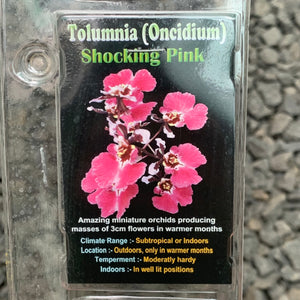 Tolumnia (Oncidium)
Shocking Pink
Amazing miniature orchids producing
masses of 3cm flowers in warmer months
Climate Range :- Subtropical or Indoors
Location :- Outdoors, only in warmer months
Temperment :- Moderatly hardy
Indoors :- In well lit positions